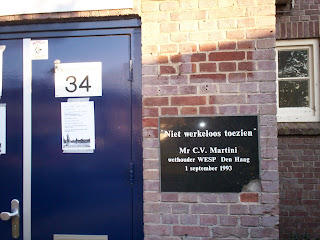 34
"Niet werkeloos toezien"
Mr C.V. Martini
wethouder WESP Den Haag
1 september 1993